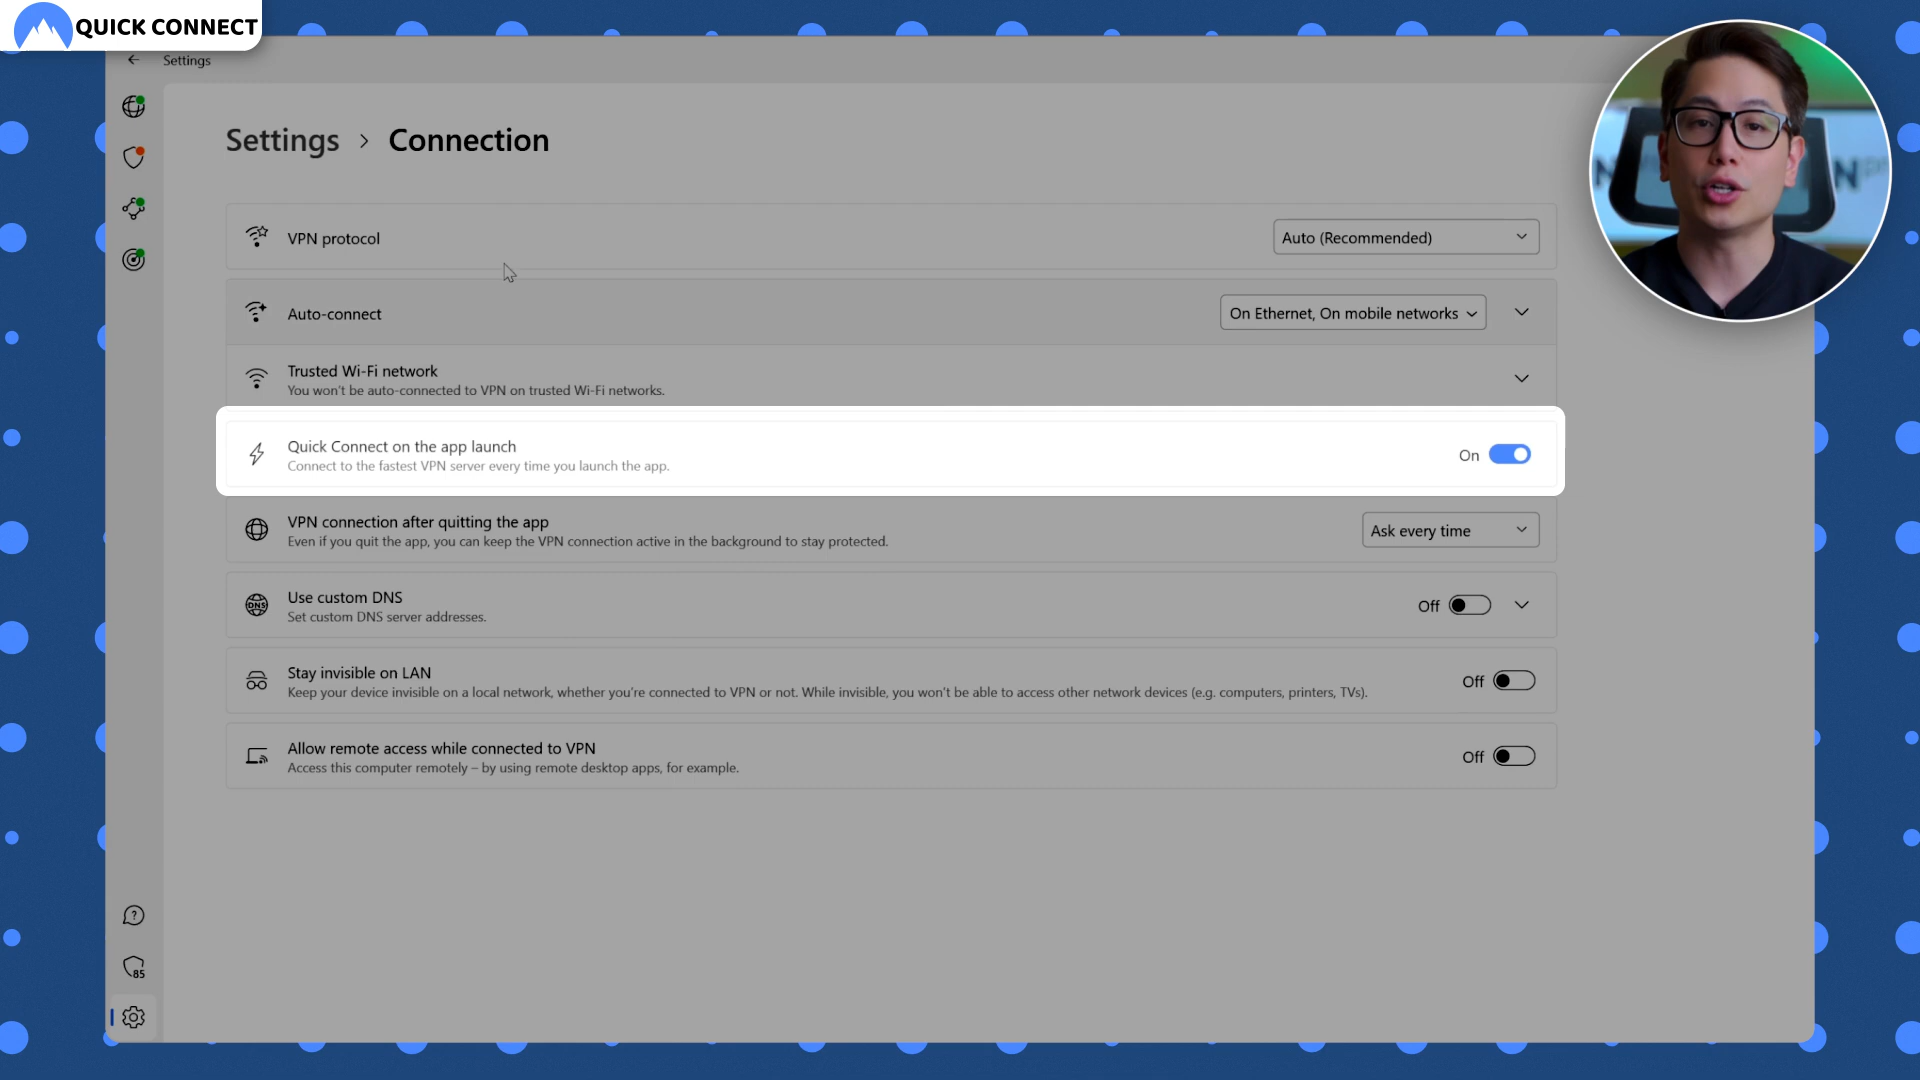 QUICK CONNECT
Settings
Settings > Connection
VPN protocol
Auto (Recommended)
Auto-connect
On Ethernet, On mobile networks
Trusted Wi-Fi network
You won't be auto-connected to VPN on trusted Wi-Fi networks.
Quick Connect on the app launch
Connect to the fastest VPN server every time you launch the app.
On
VPN connection after quitting the app
Even if you quit the app, you can keep the VPN connection active in the background to stay protected.
Ask every time
DNS
Use custom DNS
Set custom DNS server addresses.
Off
Stay invisible on LAN
Keep your device invisible on a local network, whether you're connected to VPN or not. While invisible, you won't be able to access other network devices (e.g. computers, printers, TVs).
Off
Allow remote access while connected to VPN
Access this computer remotely – by using remote desktop apps, for example.
Off
?
85